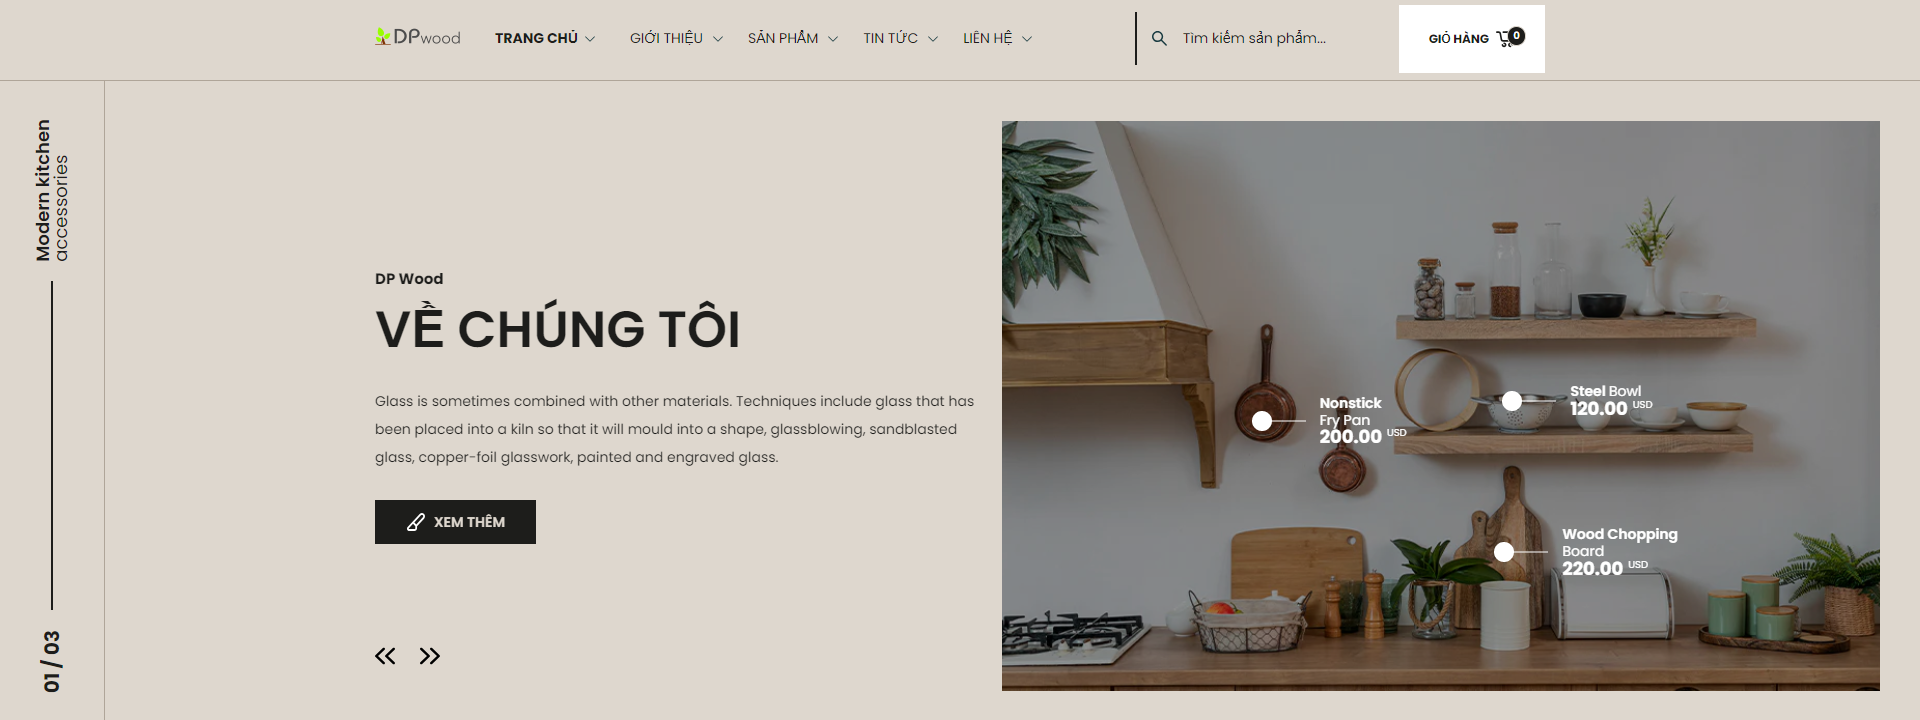 DPwood
TRANG CHỦ
GIỚI THIỆU
SẢN PHẨM
TIN TỨC
LIÊN HỆ
Tìm kiếm sản phẩm...
GIỎ HÀNG
0
Modern kitchen
accessories
01 / 03
DP Wood
VỀ CHÚNG TÔI
Glass is sometimes combined with other materials. Techniques include glass that has
been placed into a kiln so that it will mould into a shape, glassblowing, sandblasted
glass, copper-foil glasswork, painted and engraved glass.
XEM THÊM
Nonstick
Fry Pan
200.00 USD
Steel Bowl
120.00 USD
Wood Chopping
Board
220.00 USD